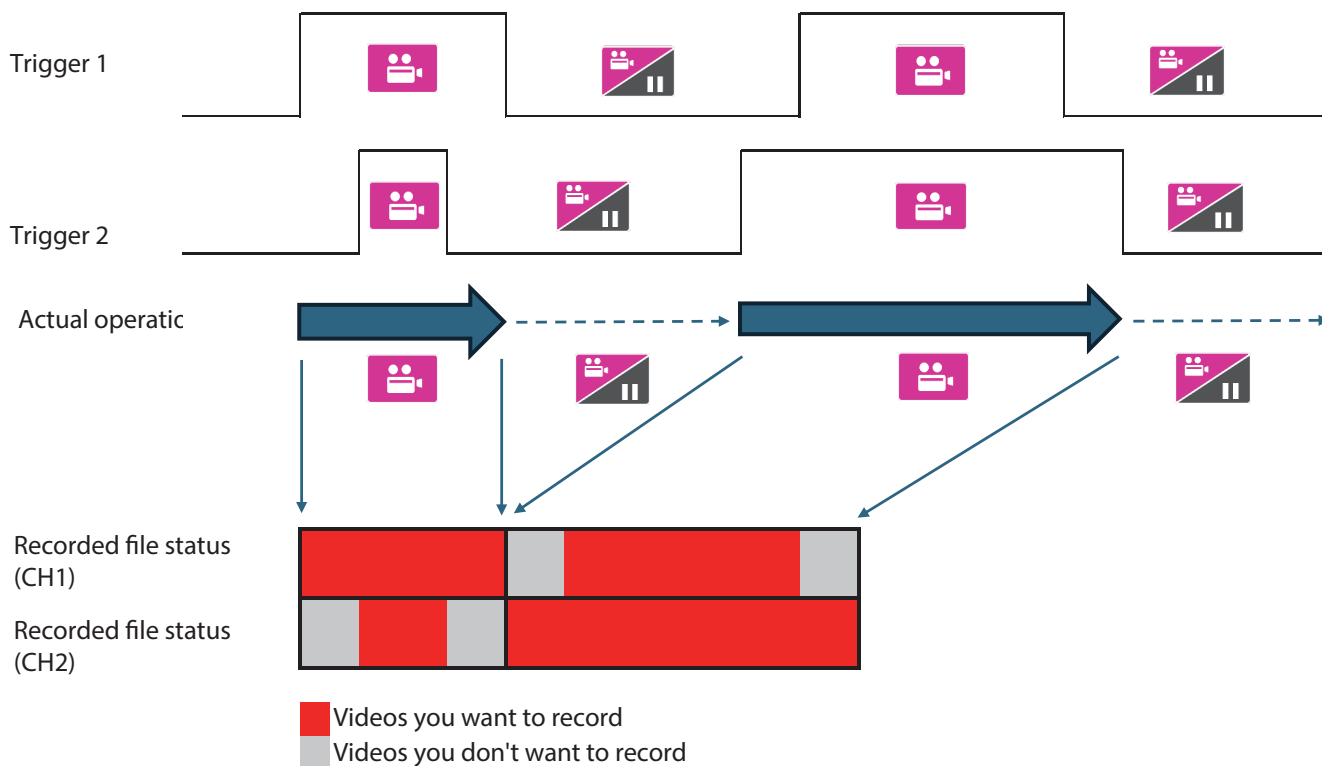 Trigger 1
Trigger 2
Actual operatic
Recorded file status
(CH1)
Recorded file status
(CH2)
Videos you want to record
Videos you don't want to record